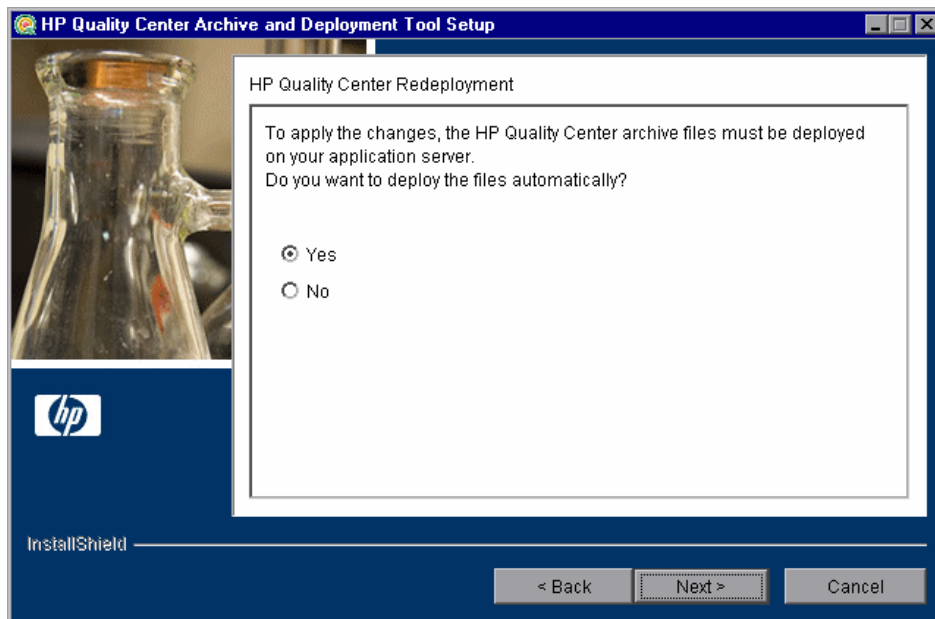 HP Quality Center Archive and Deployment Tool Setup
HP Quality Center Redeployment
To apply the changes, the HP Quality Center archive files must be deployed
on your application server.
Do you want to deploy the files automatically?
Yes
No
hp
InstallShield
< Back
Next >
Cancel